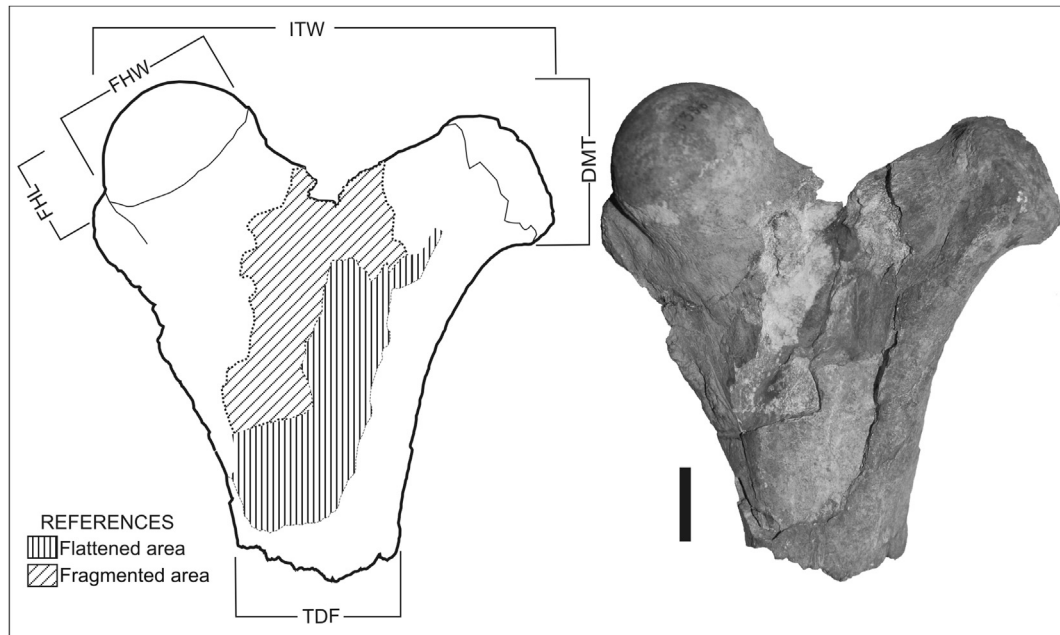 ITW
FHW
FHL
DMT
REFERENCES
Flattened area
Fragmented area
TDF